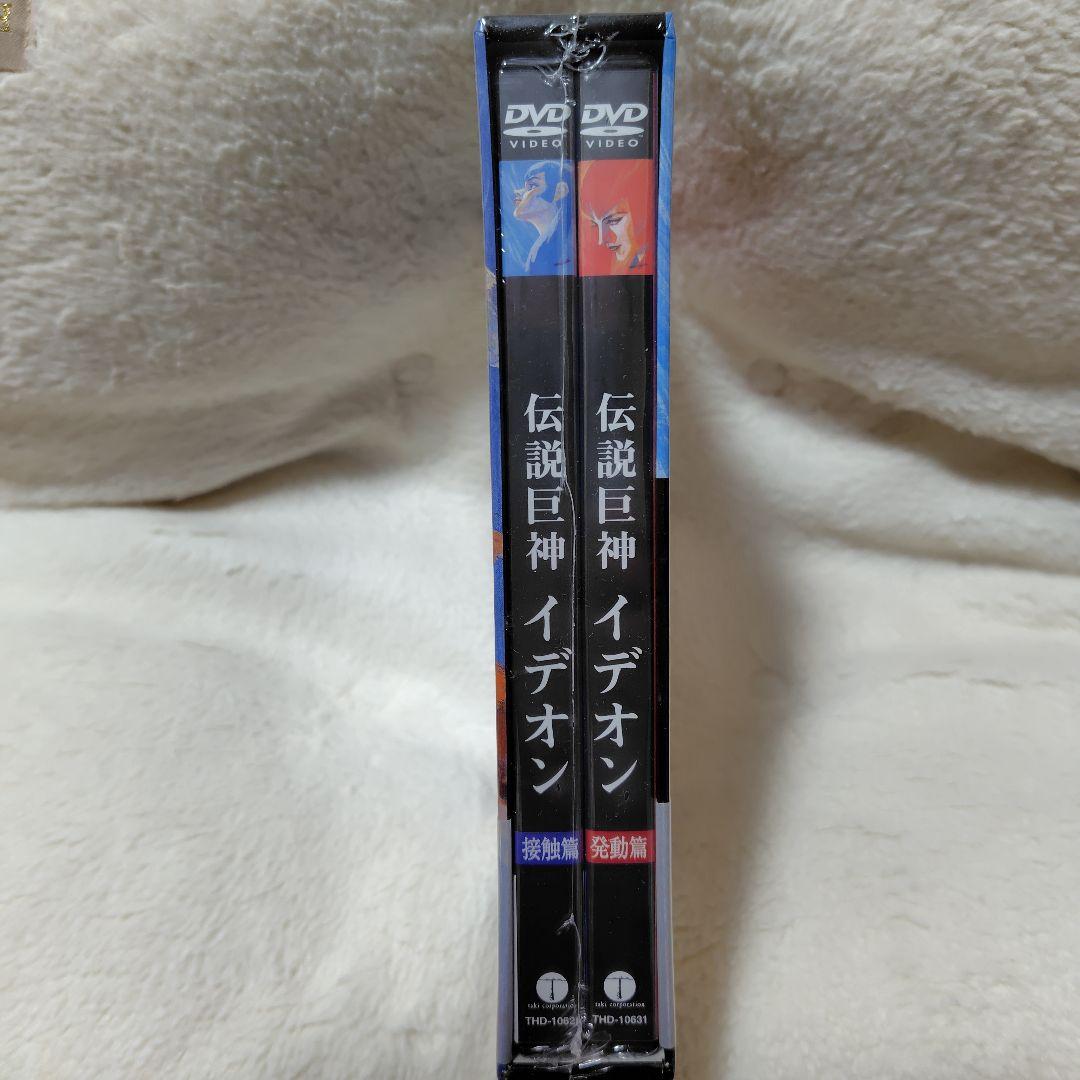 DVD
VIDEO
伝説巨神 イデオン
接触篇
taki corporation
DVD
VIDEO
伝説巨神 イデオン
発動篇
taki corporation
THD-10631